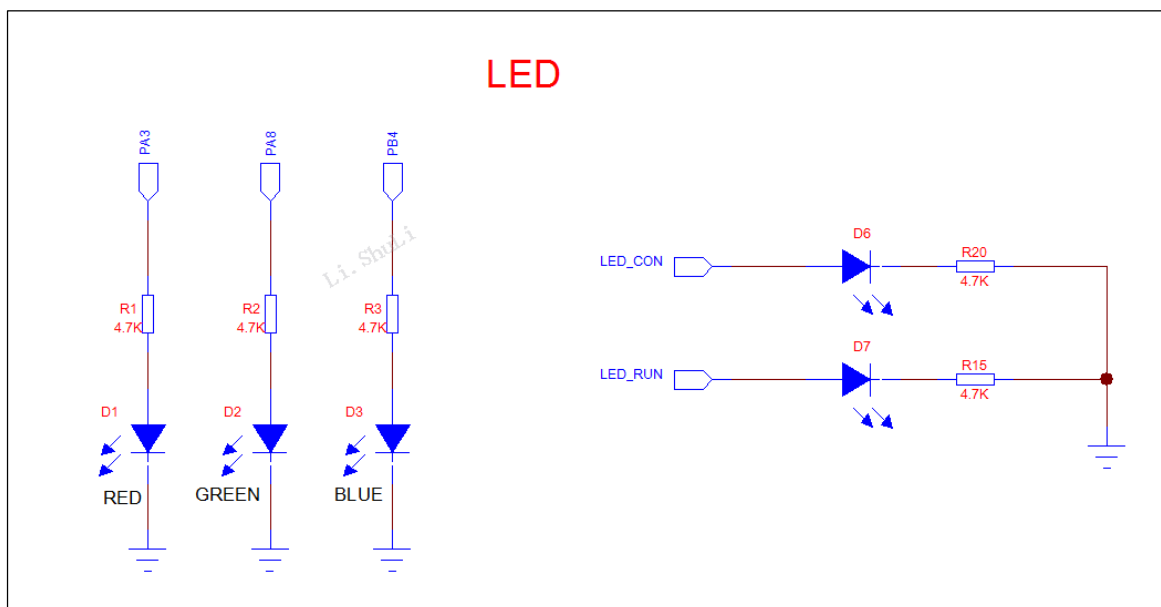 LED
PA3
PA8
PB4
Li.ShuLi
R1
4.7K
R2
4.7K
R3
4.7K
D1
D2
D3
RED
GREEN
BLUE
LED_CON
D6
R20
4.7K
LED_RUN
D7
R15
4.7K